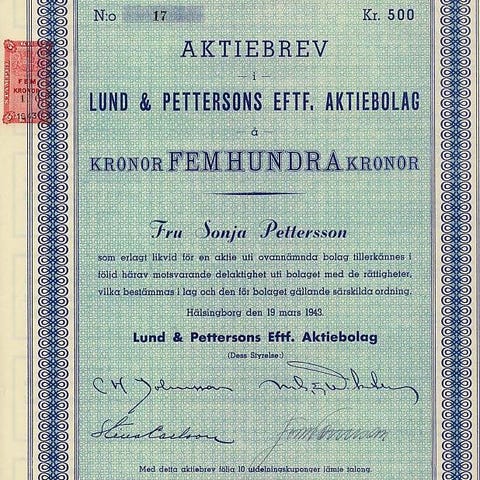 N:o 17 Kr. 500
AKTIEBREV
i
LUND & PETTERSONS EFTF. AKTIEBOLAG
à
KRONOR FEMHUNDRA KRONOR
Fru Sonja Pettersson
som erlagt likvid för en aktie uti ovannämnda bolag tillerkännes i
följd härav motsvarande delaktighet uti bolaget med de rättigheter,
vilka bestämmas i lag och den för bolaget gällande särskilda ordning.
Hälsingborg den 19 mars 1943.
Lund & Pettersons Eftf. Aktiebolag
(Dess Styrelse:)
Med detta aktiebrev följa 10 utdelningskuponger jämte talong.
FEM
KRONOR
1943